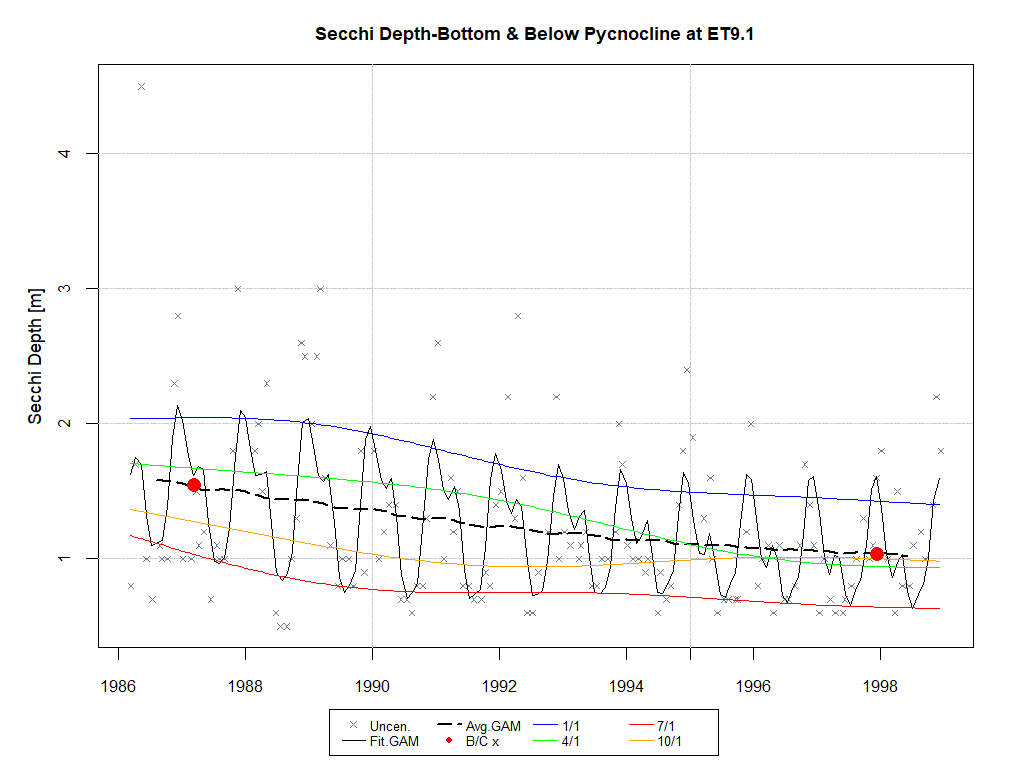 Secchi Depth-Bottom & Below Pycnocline at ET9.1
Secchi Depth [m]
4
3
2
1
1986 1988 1990 1992 1994 1996 1998
Uncen. Avg.GAM 1/1 7/1
Fit.GAM B/C x 4/1 10/1